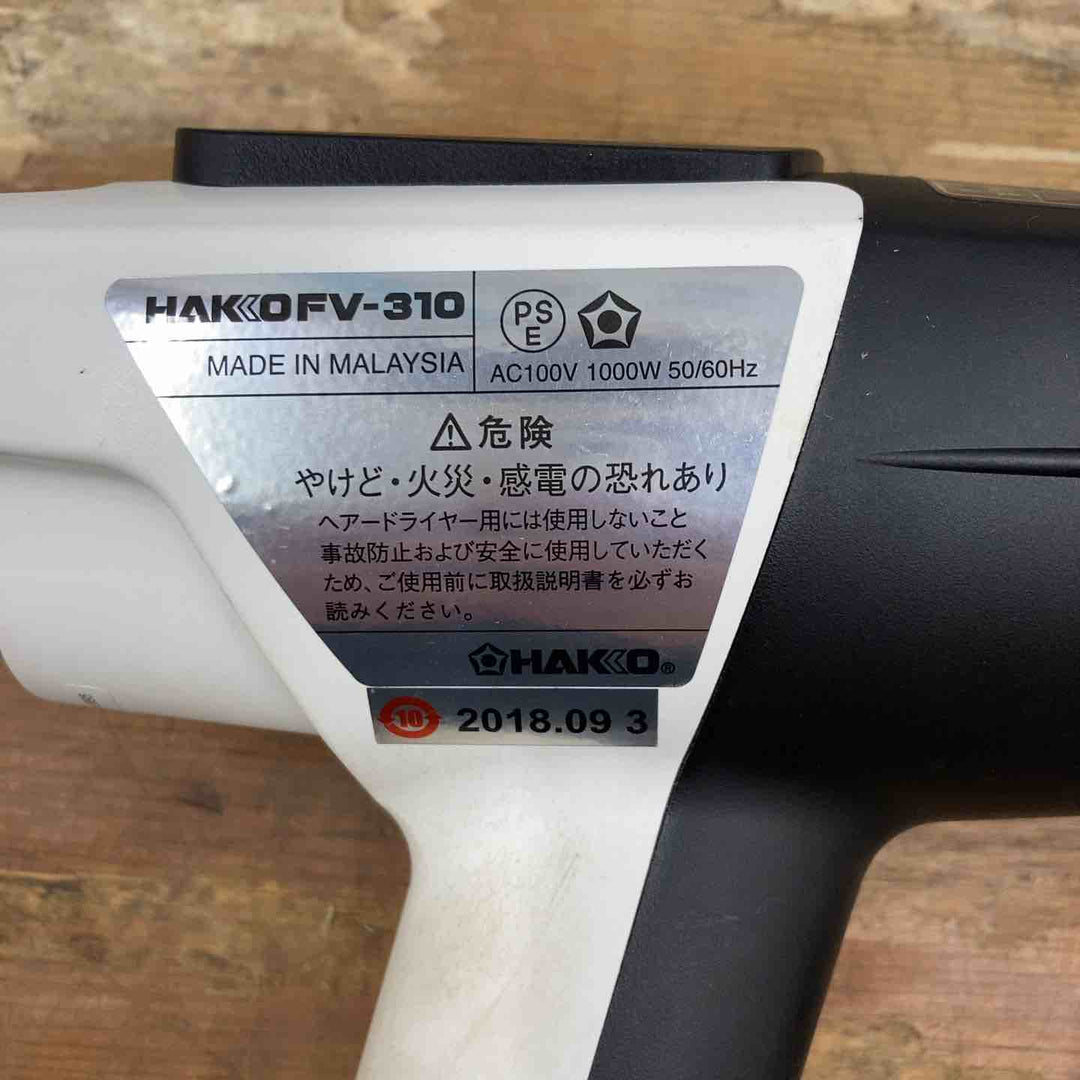 HAKKO FV-310
MADE IN MALAYSIA
PS
E
AC100V 1000W 50/60Hz
危険
やけど・火災・感電の恐れあり
ヘアードライヤー用には使用しないこと
事故防止および安全に使用していただく
ため、ご使用前に取扱説明書を必ずお
読みください。
HAKKO®
10 2018.09 3